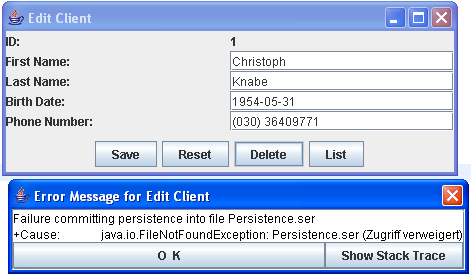 Edit Client
ID: 1
First Name: Christoph
Last Name: Knabe
Birth Date: 1954-05-31
Phone Number: (030) 36409771
Save Reset Delete List
Error Message for Edit Client
Failure committing persistence into file Persistence.ser
+Cause: java.io.FileNotFoundException: Persistence.ser (Zugriff verweigert)
O K Show Stack Trace